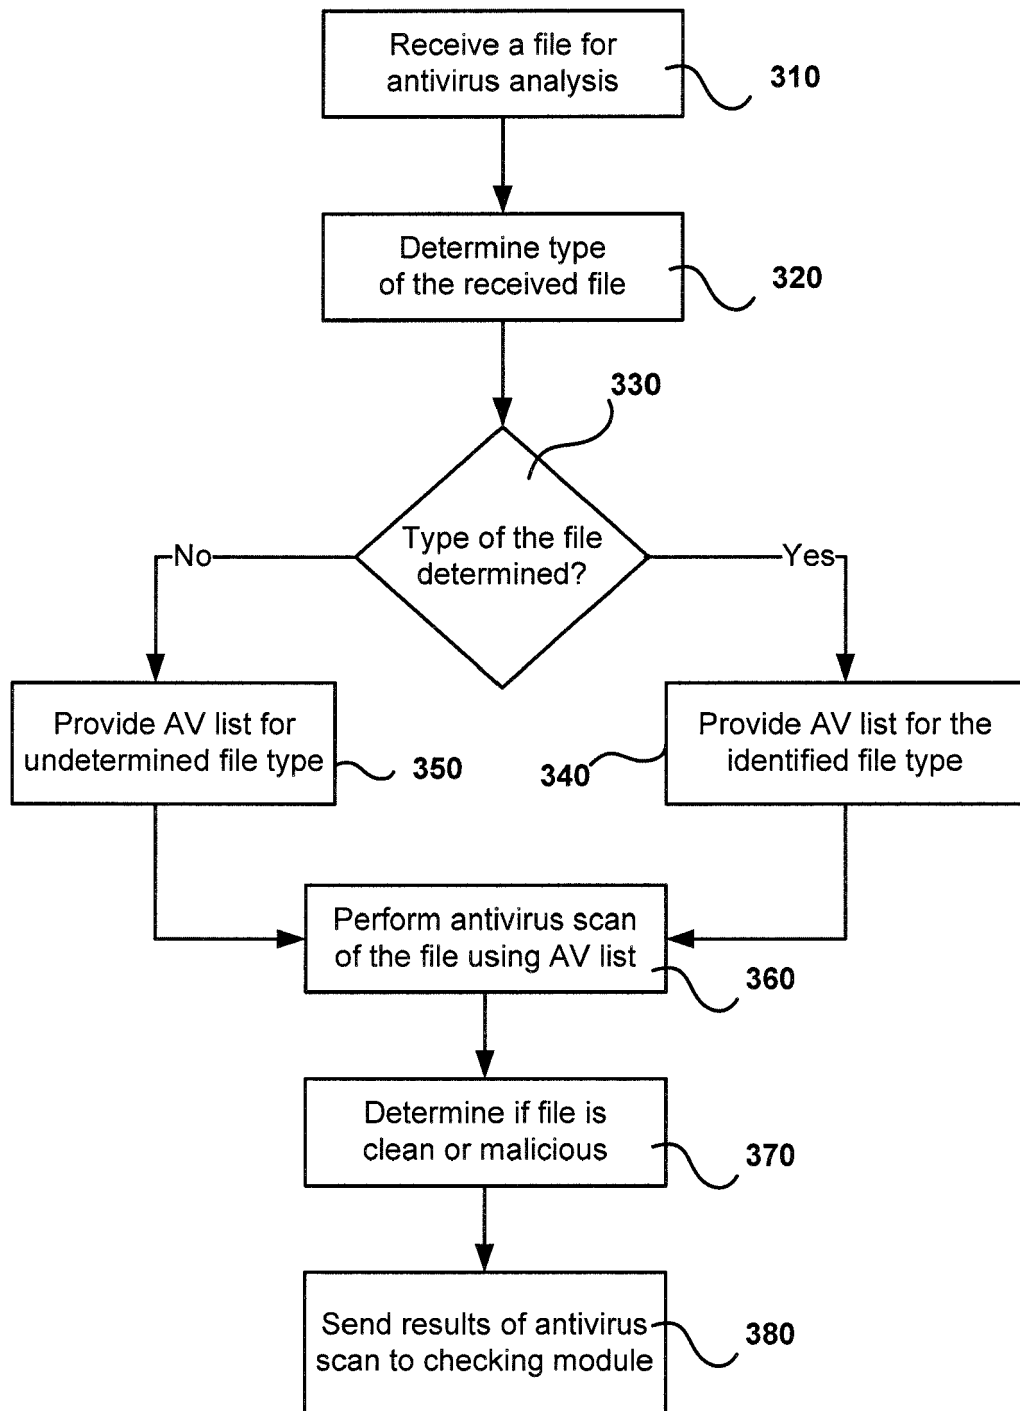 Receive a file for
antivirus analysis
310
Determine type
of the received file
320
330
Type of the file
determined?
No
Yes
Provide AV list for
undetermined file type
350
340
Provide AV list for the
identified file type
Perform antivirus scan
of the file using AV list
360
Determine if file is
clean or malicious
370
Send results of antivirus
scan to checking module
380